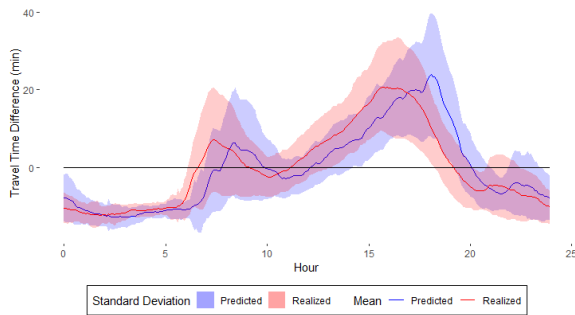 40
20
0
Travel Time Difference (min)
0 5 10 15 20 25
Hour
Standard Deviation Predicted Realized Mean Predicted Realized